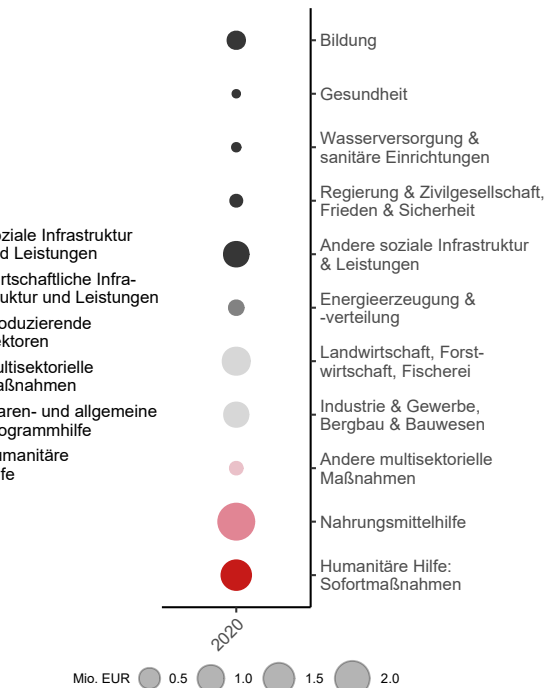 Bildung
Gesundheit
Wasserversorgung &
sanitäre Einrichtungen
Regierung & Zivilgesellschaft,
Frieden & Sicherheit
Andere soziale Infrastruktur
& Leistungen
Energieerzeugung &
-verteilung
Landwirtschaft, Forst-
wirtschaft, Fischerei
Industrie & Gewerbe,
Bergbau & Bauwesen
Andere multisektorielle
Maßnahmen
Nahrungsmittelhilfe
Humanitäre Hilfe:
Sofortmaßnahmen
oziale Infrastruktur
d Leistungen
rtschaftliche Infra-
uktur und Leistungen
oduzierende
ktoren
ultisektorielle
aßnahmen
aren- und allgemeine
ogrammhilfe
umanitäre
fe
2020
Mio. EUR 0.5 1.0 1.5 2.0